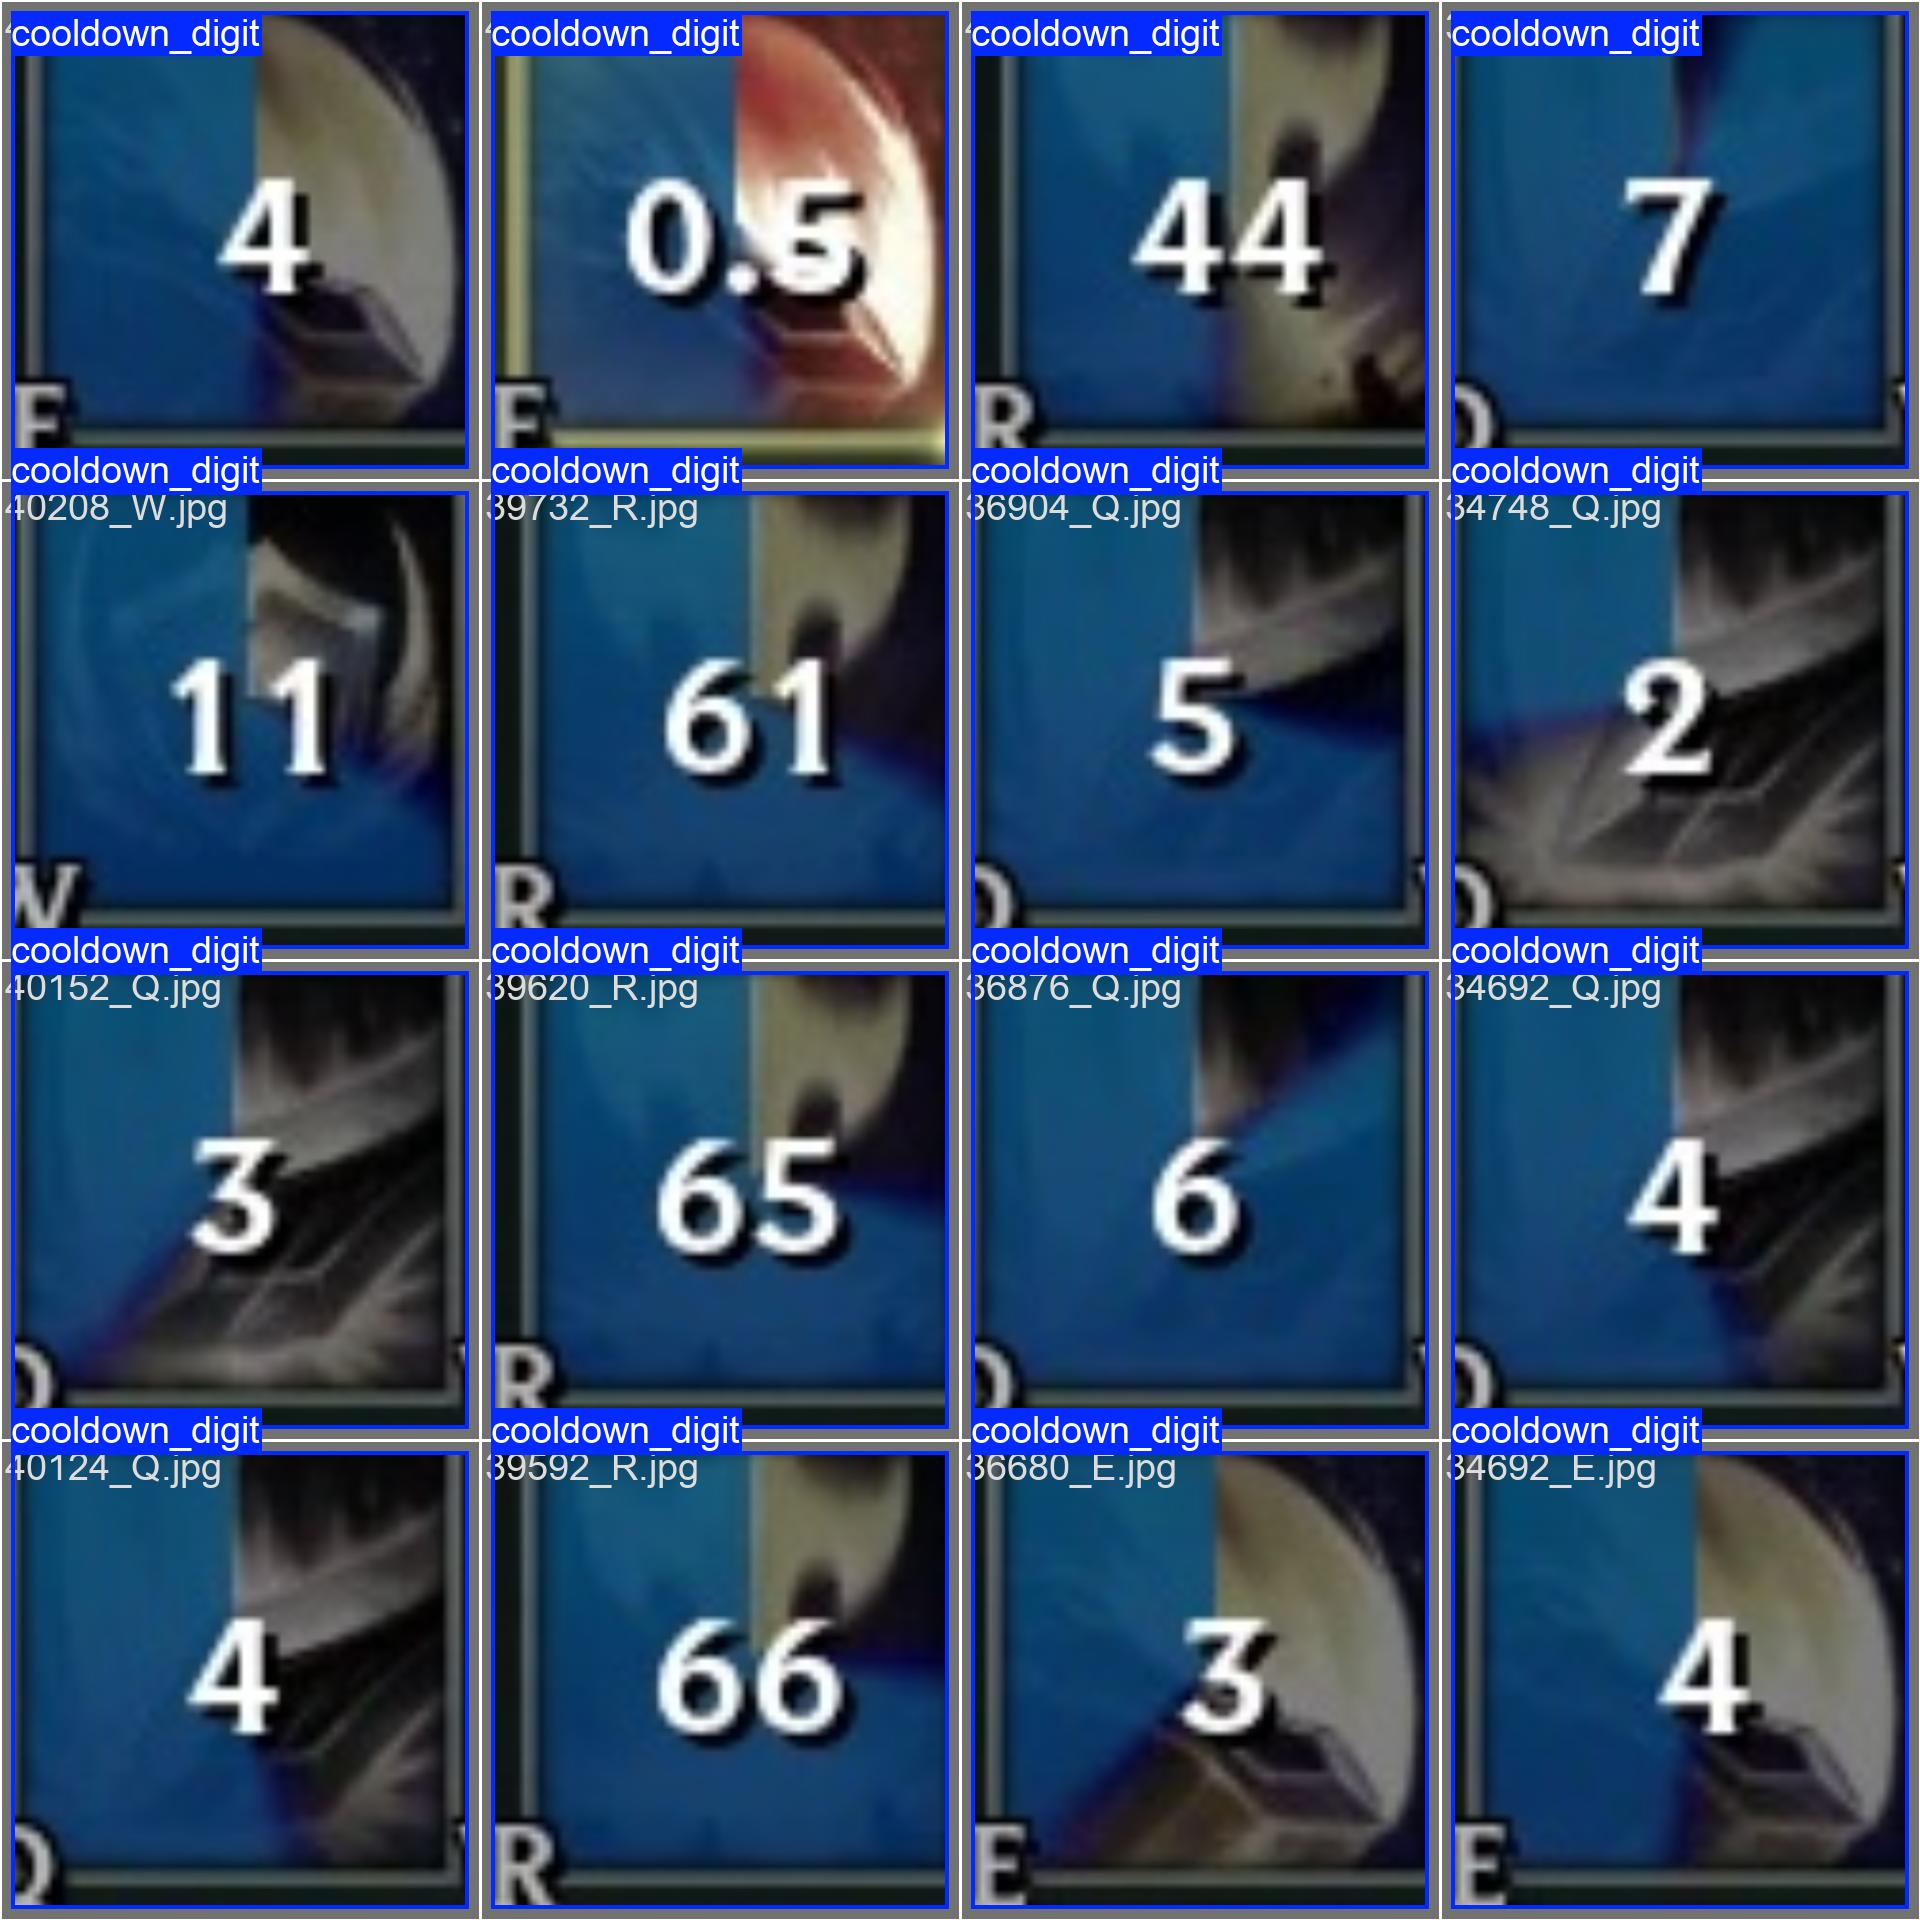 cooldown_digit cooldown_digit cooldown_digit cooldown_digit
4 0.5 44 7
E E R Q
cooldown_digit cooldown_digit cooldown_digit cooldown_digit
40208_W.jpg 39732_R.jpg 36904_Q.jpg 34748_Q.jpg
11 61 5 2
W R Q Q
cooldown_digit cooldown_digit cooldown_digit cooldown_digit
40152_Q.jpg 39620_R.jpg 36876_Q.jpg 34692_Q.jpg
3 65 6 4
Q R Q Q
cooldown_digit cooldown_digit cooldown_digit cooldown_digit
40124_Q.jpg 39592_R.jpg 36680_E.jpg 34692_E.jpg
4 66 3 4
Q R E E